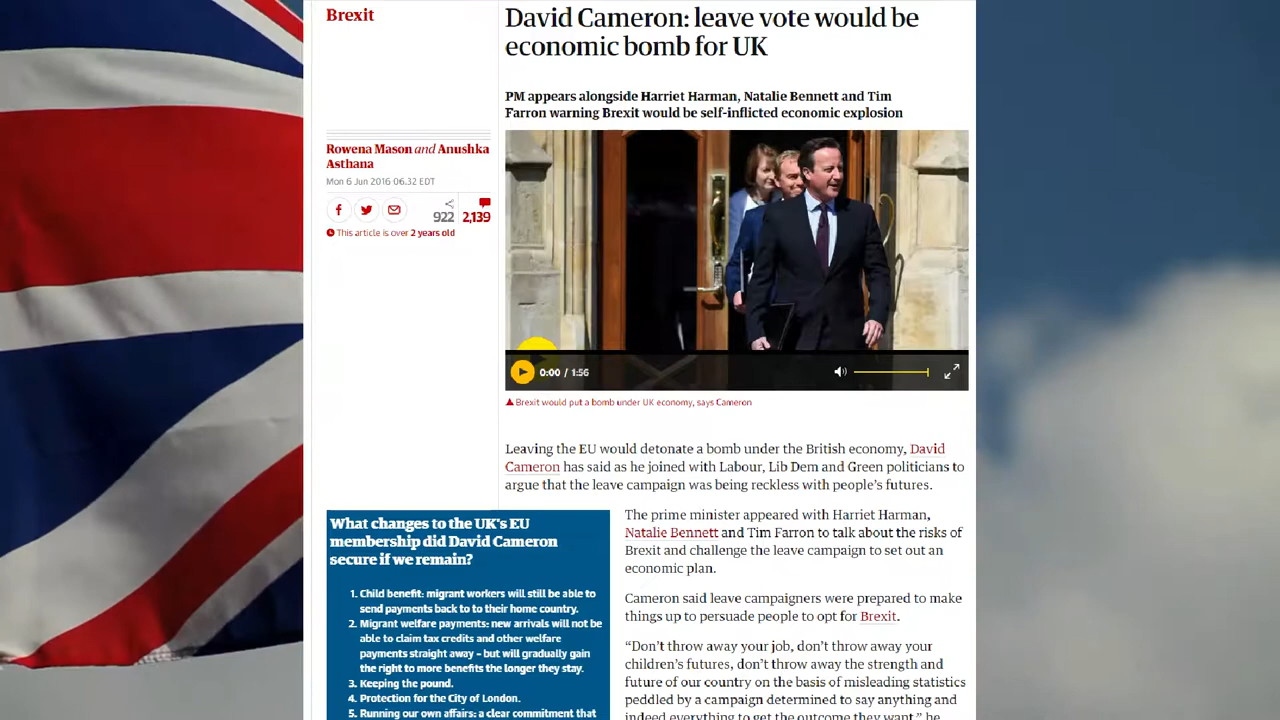 Brexit
David Cameron: leave vote would be
economic bomb for UK
PM appears alongside Harriet Harman, Natalie Bennett and Tim
Farron warning Brexit would be self-inflicted economic explosion
Rowena Mason and Anushka
Asthana
Mon 6 Jun 2016 06.32 EDT
922
2,139
This article is over 2 years old
0:00 / 1:56
Brexit would put a bomb under UK economy, says Cameron
Leaving the EU would detonate a bomb under the British economy, David
Cameron has said as he joined with Labour, Lib Dem and Green politicians to
argue that the leave campaign was being reckless with people's futures.
What changes to the UK's EU
membership did David Cameron
secure if we remain?
1. Child benefit: migrant workers will still be able to
send payments back to to their home country.
2. Migrant welfare payments: new arrivals will not be
able to claim tax credits and other welfare
payments straight away – but will gradually gain
the right to more benefits the longer they stay.
3. Keeping the pound.
4. Protection for the City of London.
5. Running our own affairs: a clear commitment that
The prime minister appeared with Harriet Harman,
Natalie Bennett and Tim Farron to talk about the risks of
Brexit and challenge the leave campaign to set out an
economic plan.
Cameron said leave campaigners were prepared to make
things up to persuade people to opt for Brexit.
“Don't throw away your job, don't throw away your
children's futures, don't throw away the strength and
future of our country on the basis of misleading statistics
peddled by a campaign determined to say anything and
indeed everything to get the outcome they want,” he